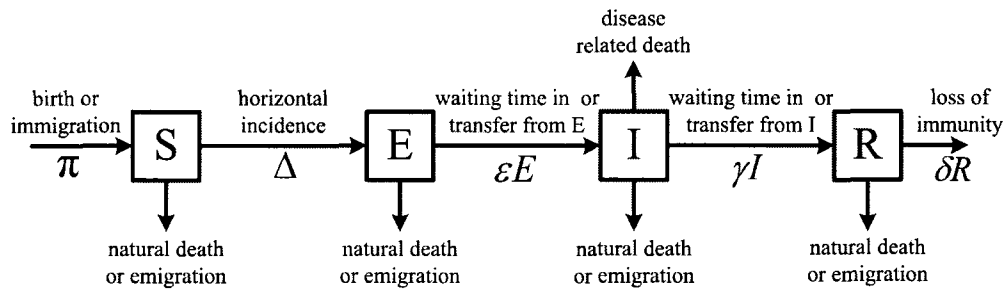 disease
related death
birth or
immigration
π
S
horizontal
incidence
Δ
E
waiting time in or
transfer from E
εE
I
waiting time in or
transfer from I
γI
R
loss of
immunity
δR
natural death
or emigration
natural death
or emigration
natural death
or emigration
natural death
or emigration